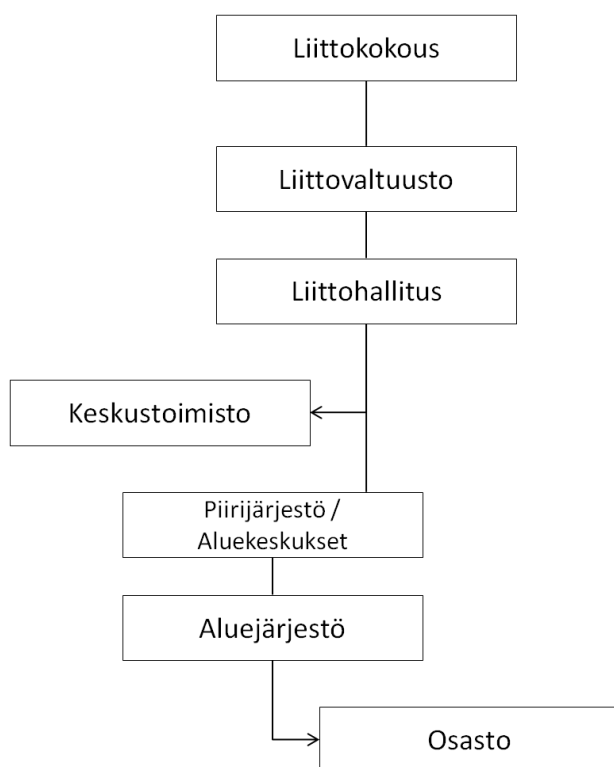 Liittokokous
Liittovaltuusto
Liittohallitus
Keskustoimisto
Piirijärjestö /
Aluekeskukset
Aluejärjestö
Osasto